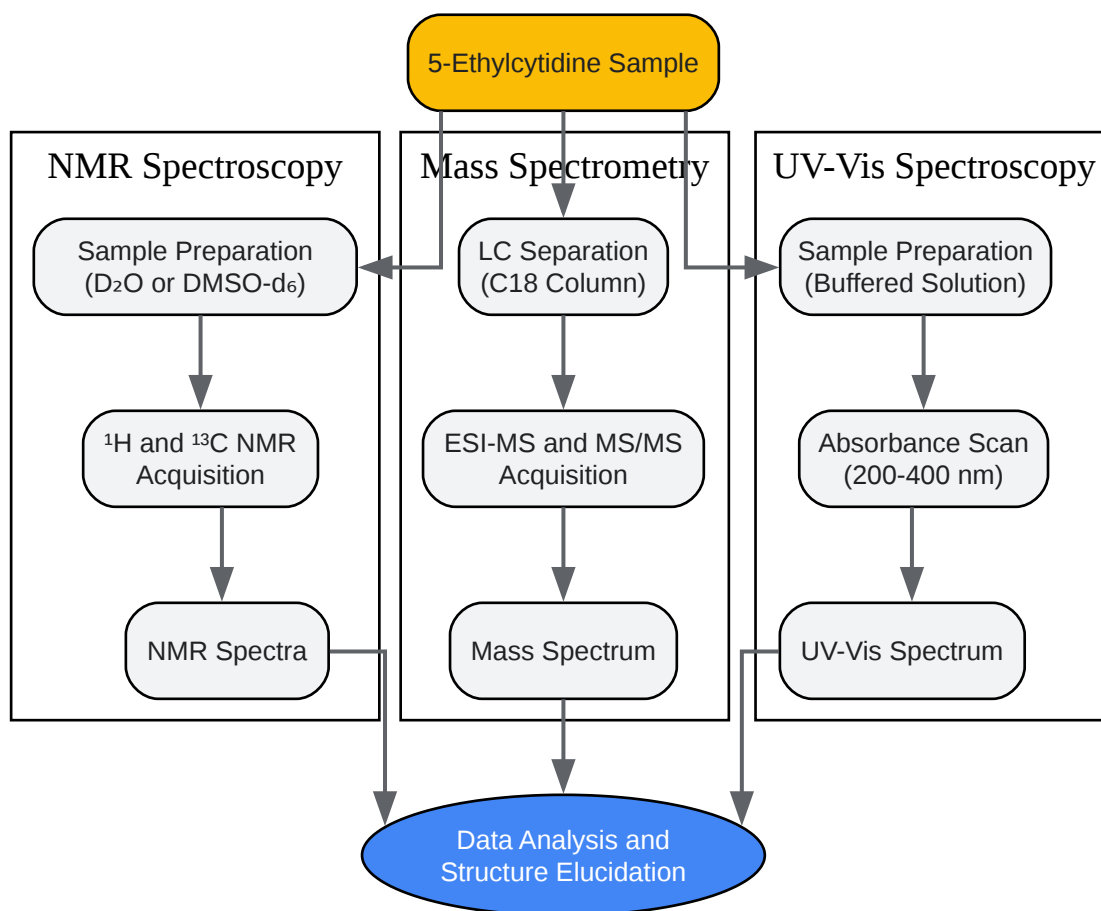 5-Ethylcytidine Sample
NMR Spectroscopy
Sample Preparation
(D₂O or DMSO-d₆)
¹H and ¹³C NMR
Acquisition
NMR Spectra
Mass Spectrometry
LC Separation
(C18 Column)
ESI-MS and MS/MS
Acquisition
Mass Spectrum
UV-Vis Spectroscopy
Sample Preparation
(Buffered Solution)
Absorbance Scan
(200-400 nm)
UV-Vis Spectrum
Data Analysis and
Structure Elucidation